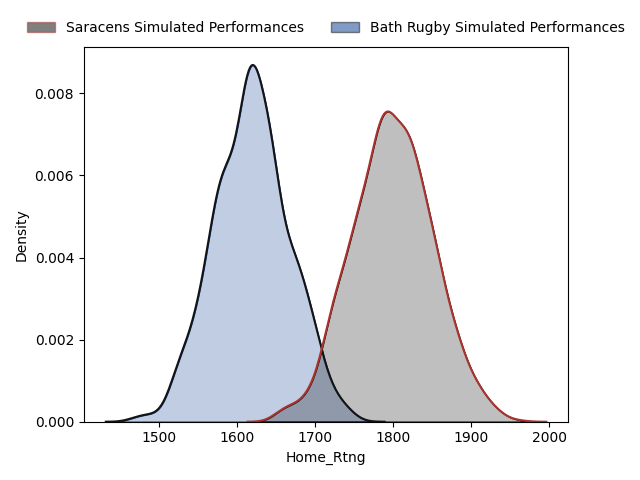 Saracens Simulated Performances Bath Rugby Simulated Performances
0.008
0.006
0.004
0.002
0.000
Density
1500 1600 1700 1800 1900 2000
Home_Rtng